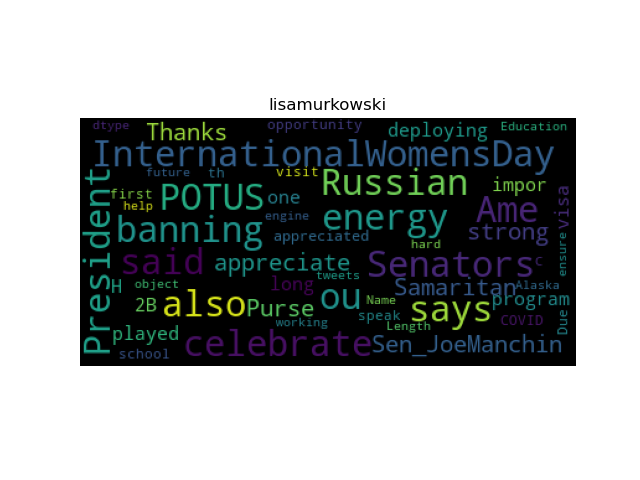 lisamurkowski
dtype
Thanks
opportunity
deploying
Education
InternationalWomensDay
future
th
visit
Russian
impor
President
first
help
POTUS
one
Ame
visa
banning
engine
energy
strong
appreciated
hard
said
appreciate
Senators
C
ensure
H
object
long
tweets
Samaritan
Alaska
2B
also
Purse
ou
Name
says
program
played
working
speak
Length
COVID
Due
school
celebrate
Sen_JoeManchin